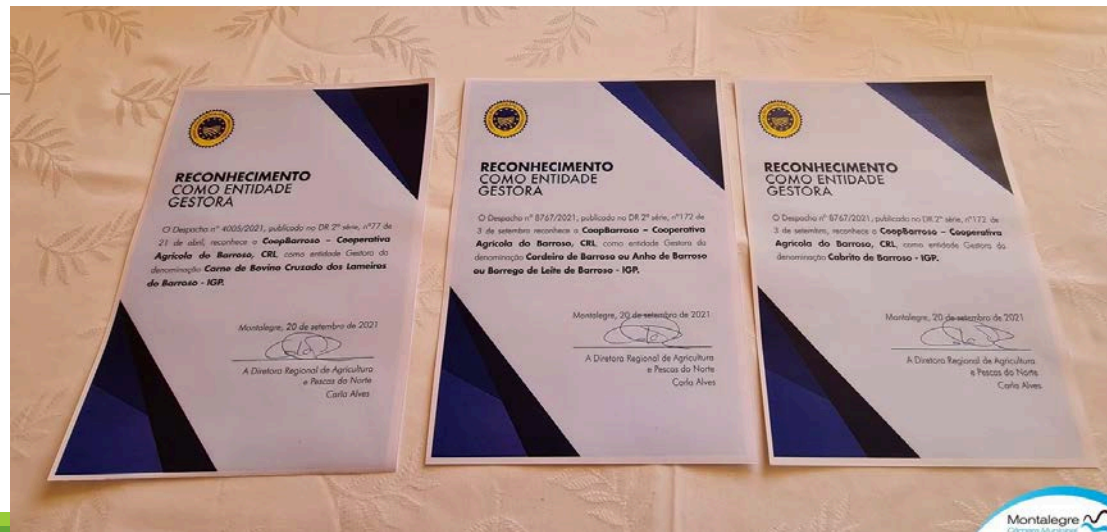 RECONHECIMENTO
COMO ENTIDADE
GESTORA
O Despacho nº 4005/2021, publicado no DR 2ª série, nº77 de
21 de abril, reconhece a CoopBarroso – Cooperativa
Agrícola do Barroso, CRL como entidade Gestora da
denominação Carne de Bovino Cruzado dos Lameiros
do Barroso - IGP.
Montalegre, 20 de setembro de 2021
A Diretora Regional de Agricultura
e Pescas do Norte
Carla Alves
RECONHECIMENTO
COMO ENTIDADE
GESTORA
O Despacho nº 8767/2021, publicado no DR 2ª série, nº172 de
3 de setembro, reconhece a CoopBarroso – Cooperativa
Agrícola do Barroso, CRL como entidade Gestora da
denominação Cordeiro de Barroso ou Anho de Barroso
ou Borrego de Leite de Barroso - IGP.
Montalegre, 20 de setembro de 2021
A Diretora Regional de Agricultura
e Pescas do Norte
Carla Alves
RECONHECIMENTO
COMO ENTIDADE
GESTORA
O Despacho nº 8767/2021, publicado no DR 2ª série, nº172 de
3 de setembro, reconhece a CoopBarroso – Cooperativa
Agrícola do Barroso, CRL, como entidade Gestora da
denominação Cabrito de Barroso - IGP.
Montalegre, 20 de setembro de 2021
A Diretora Regional de Agricultura
e Pescas do Norte
Carla Alves
Montalegre
Câmara Municipal